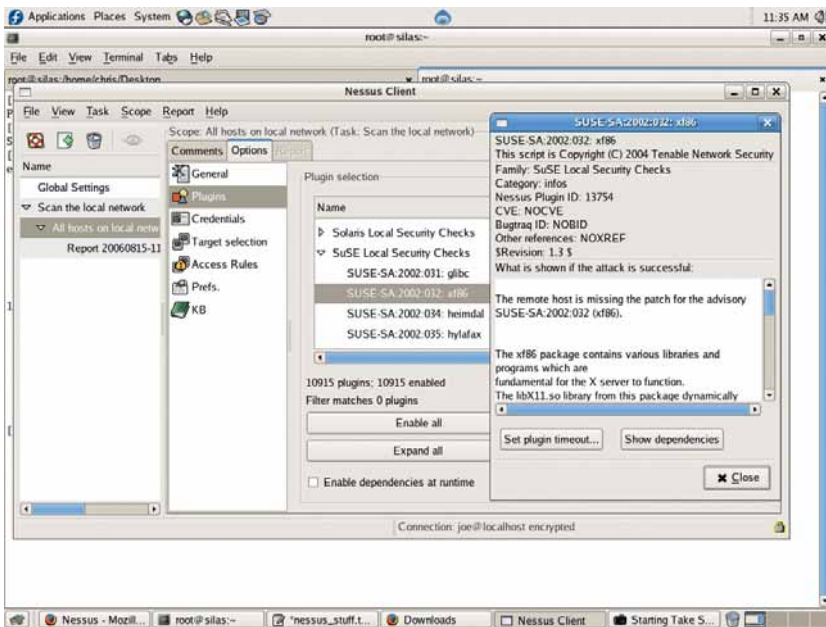 Applications Places System
11:35 AM
root@silas:~
File Edit View Terminal Tabs Help
root@silas:/home/chris/Desktop
root@silas:~
Nessus Client
File View Task Scope Report Help
Scope: All hosts on local network (Task: Scan the local network)
Comments Options
Name
Global Settings
Scan the local network
All hosts on local netw
Report 20060815-11
General
Plugins
Credentials
Target selection
Access Rules
Prefs.
KB
Plugin selection
Name
Solaris Local Security Checks
SuSE Local Security Checks
SUSE-SA:2002:031: glibc
SUSE-SA:2002:032: xf86
SUSE-SA:2002:034: heimdal
SUSE-SA:2002:035: hylafax
10915 plugins; 10915 enabled
Filter matches 0 plugins
Enable all
Expand all
Enable dependencies at runtime
Connection: joe@localhost encrypted
SUSE-SA:2002:032: xf86
SUSE-SA:2002:032: xf86
This script is Copyright (C) 2004 Tenable Network Security
Family: SuSE Local Security Checks
Category: infos
Nessus Plugin ID: 13754
CVE: NOCVE
Bugtraq ID: NOBID
Other references: NOXREF
$Revision: 1.3 $
What is shown if the attack is successful:
The remote host is missing the patch for the advisory
SUSE-SA:2002:032 (xf86).
The xf86 package contains various libraries and
programs which are
fundamental for the X server to function.
The libX11.so library from this package dynamically
Set plugin timeout...
Show dependencies
Close
Nessus - Mozill...
root@silas:~
*nessus_stuff.t...
Downloads
Nessus Client
Starting Take S...